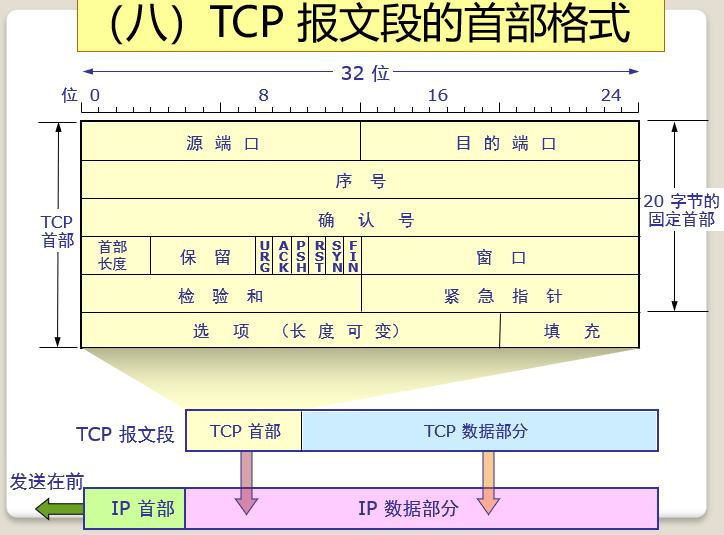 （八）TCP 报文段的首部格式
32 位
位 0 8 16 24
源 端 口 目 的 端 口
序 号
TCP
首部
20 字节的
固定首部
确 认 号
首部
长度
保 留
URG
ACK
PSH
RST
SYN
FIN
窗 口
检 验 和 紧 急 指 针
选 项 （长 度 可 变） 填 充
TCP 报文段
TCP 首部 TCP 数据部分
发送在前
IP 首部 IP 数据部分